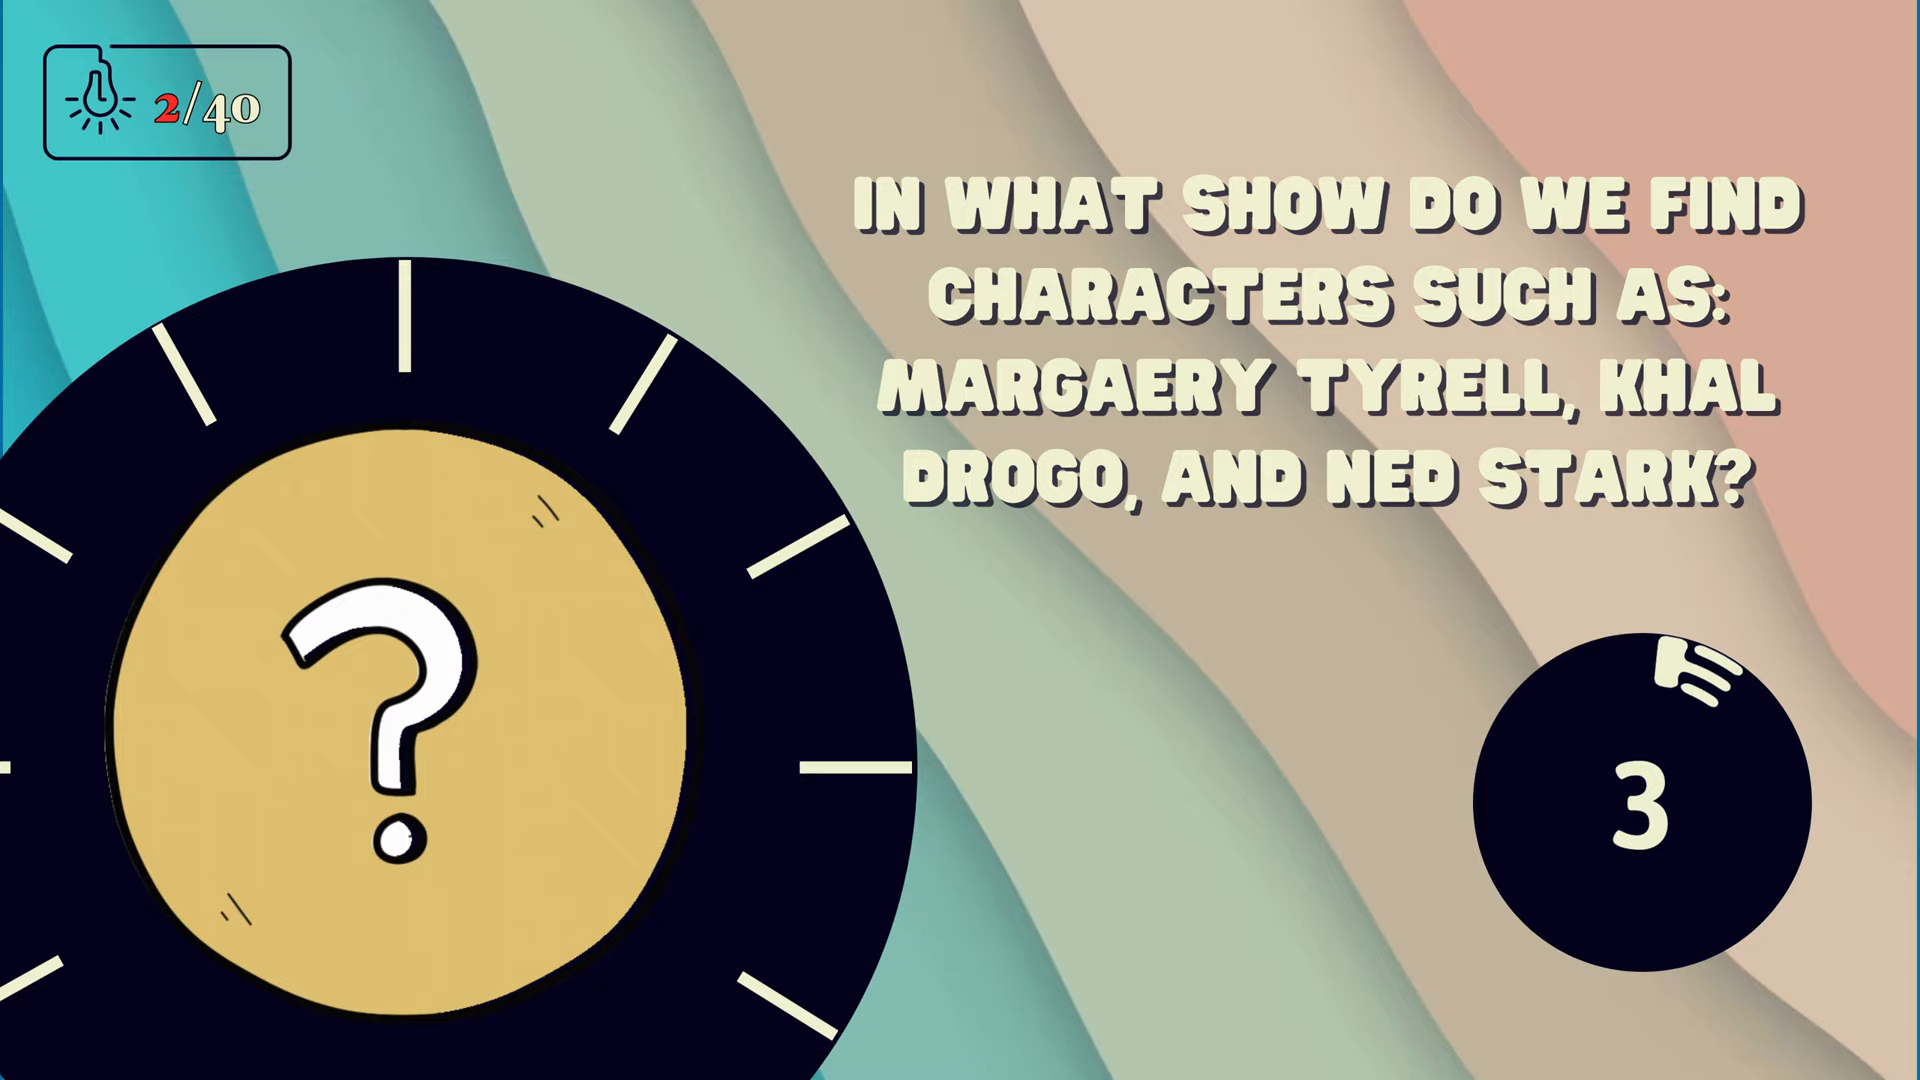 2/40
IN WHAT SHOW DO WE FIND
CHARACTERS SUCH AS:
MARGAERY TYRELL, KHAL
DROGO, AND NED STARK?
?
3